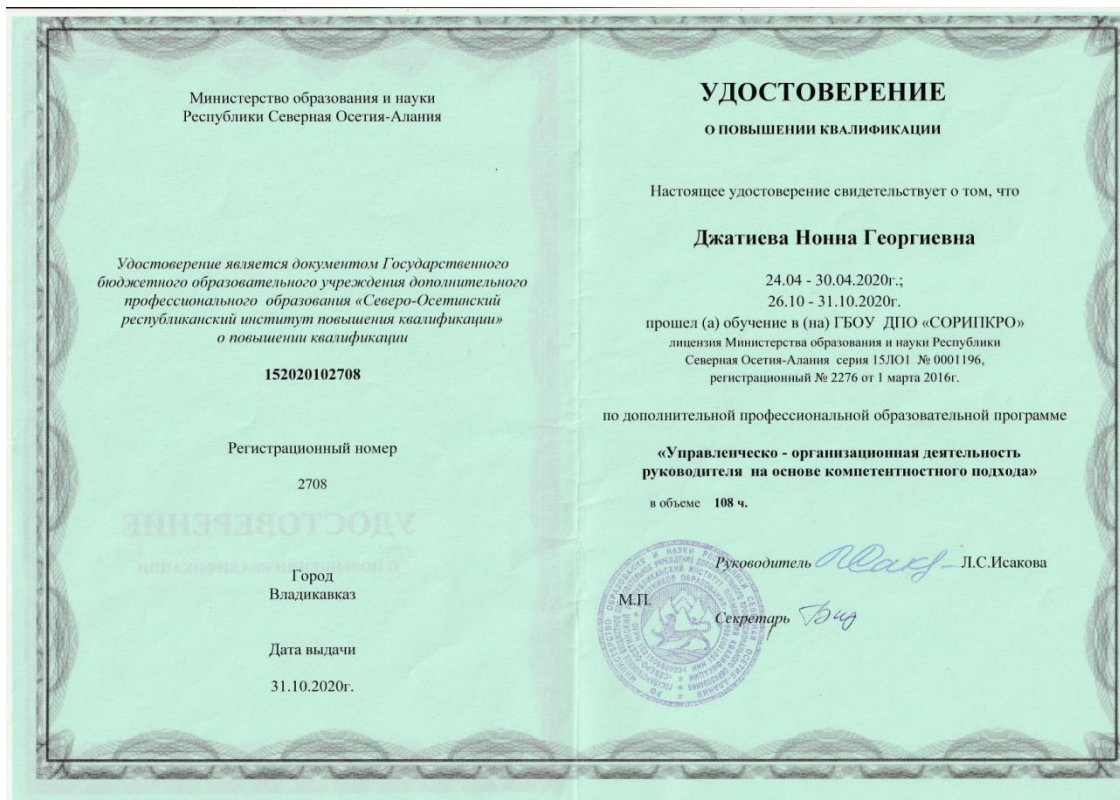 Министерство образования и науки
Республики Северная Осетия-Алания
Удостоверение является документом Государственного
бюджетного образовательного учреждения дополнительного
профессионального образования «Северо-Осетинский
республиканский институт повышения квалификации»
о повышении квалификации
152020102708
Регистрационный номер
2708
Город
Владикавказ
Дата выдачи
31.10.2020г.
УДОСТОВЕРЕНИЕ
О ПОВЫШЕНИИ КВАЛИФИКАЦИИ
Настоящее удостоверение свидетельствует о том, что
Джатиева Нонна Георгиевна
24.04 - 30.04.2020г.;
26.10 - 31.10.2020г.
прошел (а) обучение в (на) ГБОУ ДПО «СОРИПКРО»
лицензия Министерства образования и науки Республики
Северная Осетия-Алания серия 15ЛО1 № 0001196,
регистрационный № 2276 от 1 марта 2016г.
по дополнительной профессиональной образовательной программе
«Управленческо - организационная деятельность
руководителя на основе компетентностного подхода»
в объеме 108 ч.
Руководитель Л.С.Исакова
М.П.
Секретарь